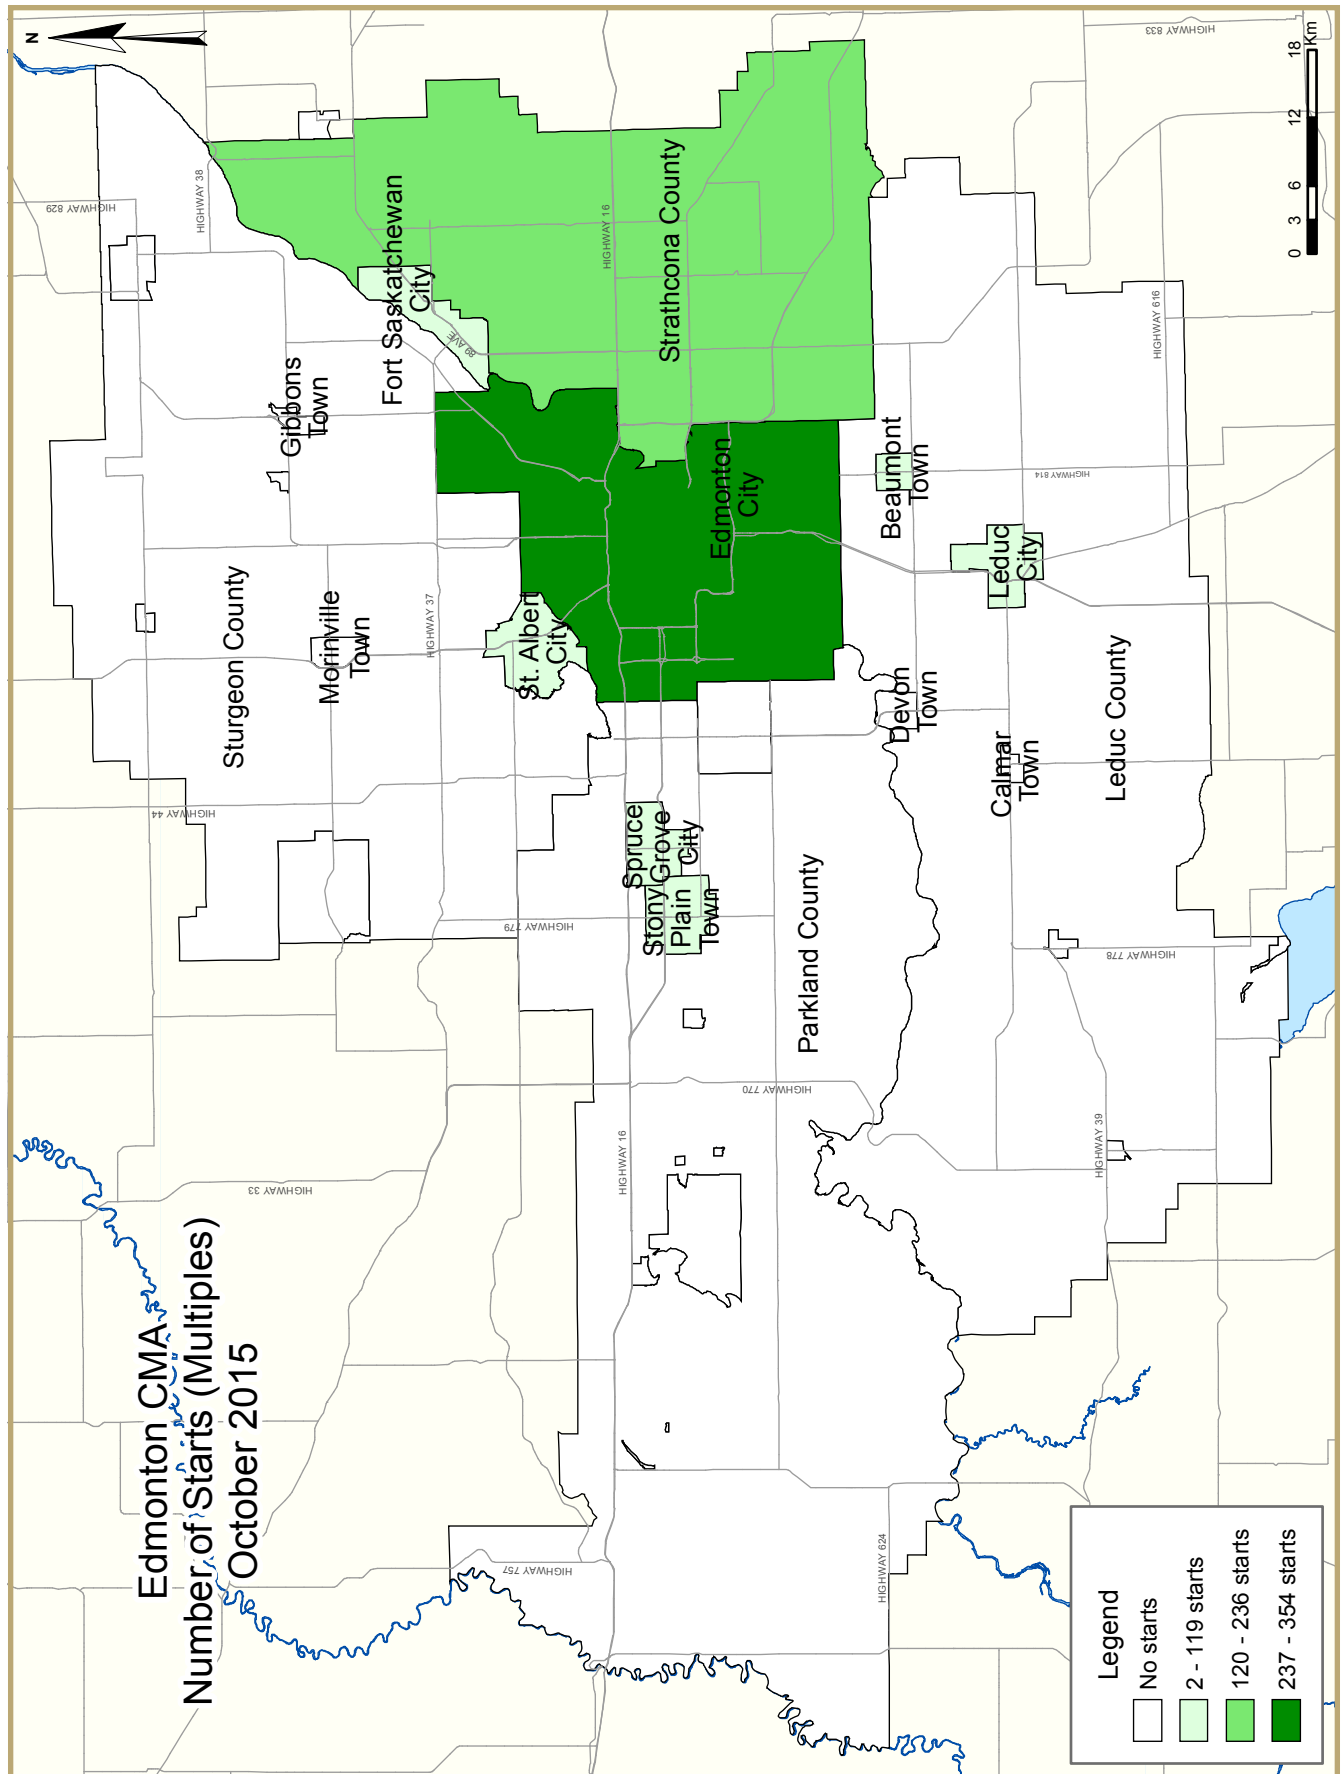 Edmonton CMA
Number of Starts (Multiples)
October 2015
N
HIGHWAY 829
HIGHWAY 38
HIGHWAY 833
Gibbons
Town
Fort Saskatchewan
City
89 AVE
Sturgeon County
Morinville
Town
HIGHWAY 37
HIGHWAY 44
HIGHWAY 33
HIGHWAY 779
St. Albert
City
HIGHWAY 16
Strathcona County
Edmonton
City
Spruce
Grove
City
Stony
Plain
Town
HIGHWAY 16
HIGHWAY 757
HIGHWAY 770
Parkland County
Beaumont
Town
Devon
Town
HIGHWAY 624
Leduc
City
HIGHWAY 814
Calmar
Town
HIGHWAY 616
Leduc County
HIGHWAY 778
HIGHWAY 39
Legend
No starts
2 - 119 starts
120 - 236 starts
237 - 354 starts
0 3 6 12 18
Km